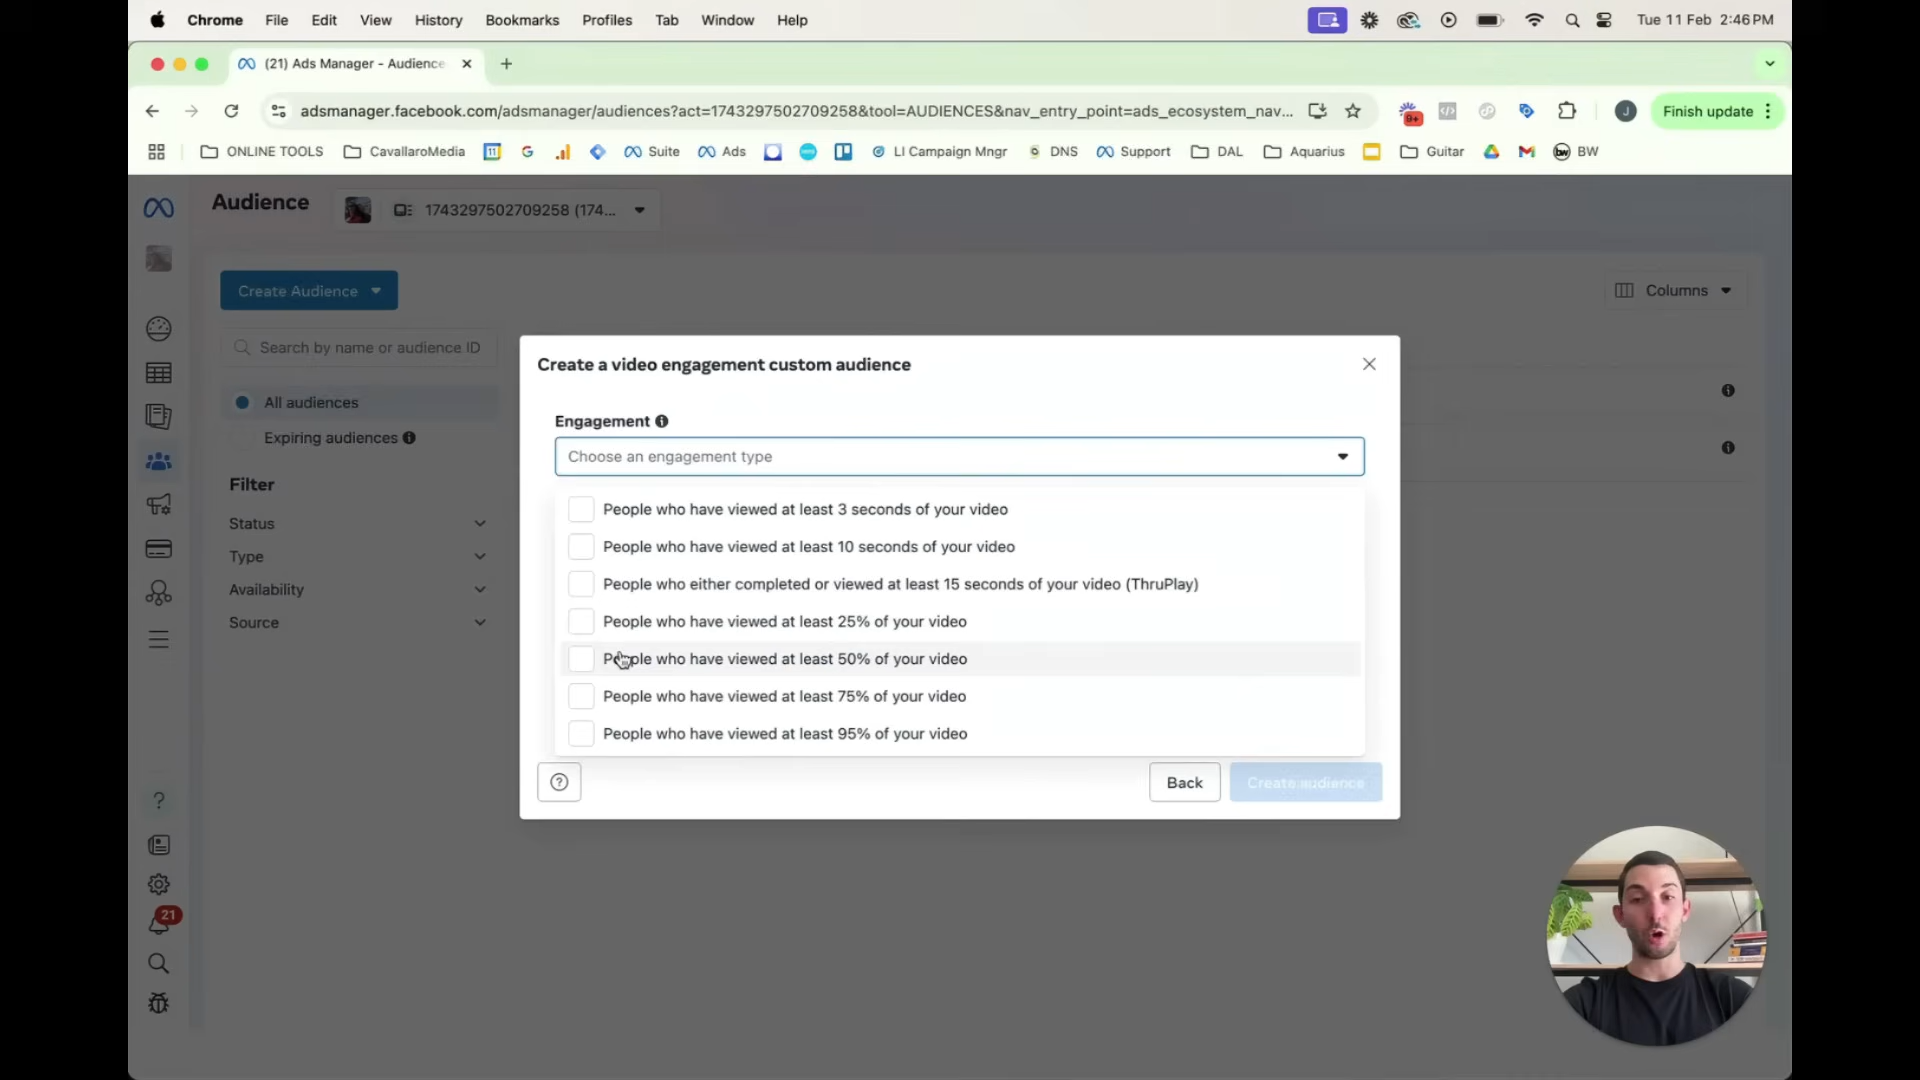 Chrome File Edit View History Bookmarks Profiles Tab Window Help Tue 11 Feb 2:46 PM
(21) Ads Manager - Audience
adsmanager.facebook.com/adsmanager/audiences?act=1743297502709258&tool=AUDIENCES&nav_entry_point=ads_ecosystem_nav... 9+ J Finish update
ONLINE TOOLS CavallaroMedia 11 Suite Ads LI Campaign Mngr DNS Support DAL Aquarius Guitar bw BW
Audience 1743297502709258 (174...
Create Audience Columns
Search by name or audience ID
All audiences
Expiring audiences
Filter
Status
Type
Availability
Source
21
Create a video engagement custom audience
Engagement
Choose an engagement type
People who have viewed at least 3 seconds of your video
People who have viewed at least 10 seconds of your video
People who either completed or viewed at least 15 seconds of your video (ThruPlay)
People who have viewed at least 25% of your video
People who have viewed at least 50% of your video
People who have viewed at least 75% of your video
People who have viewed at least 95% of your video
Back Create audience